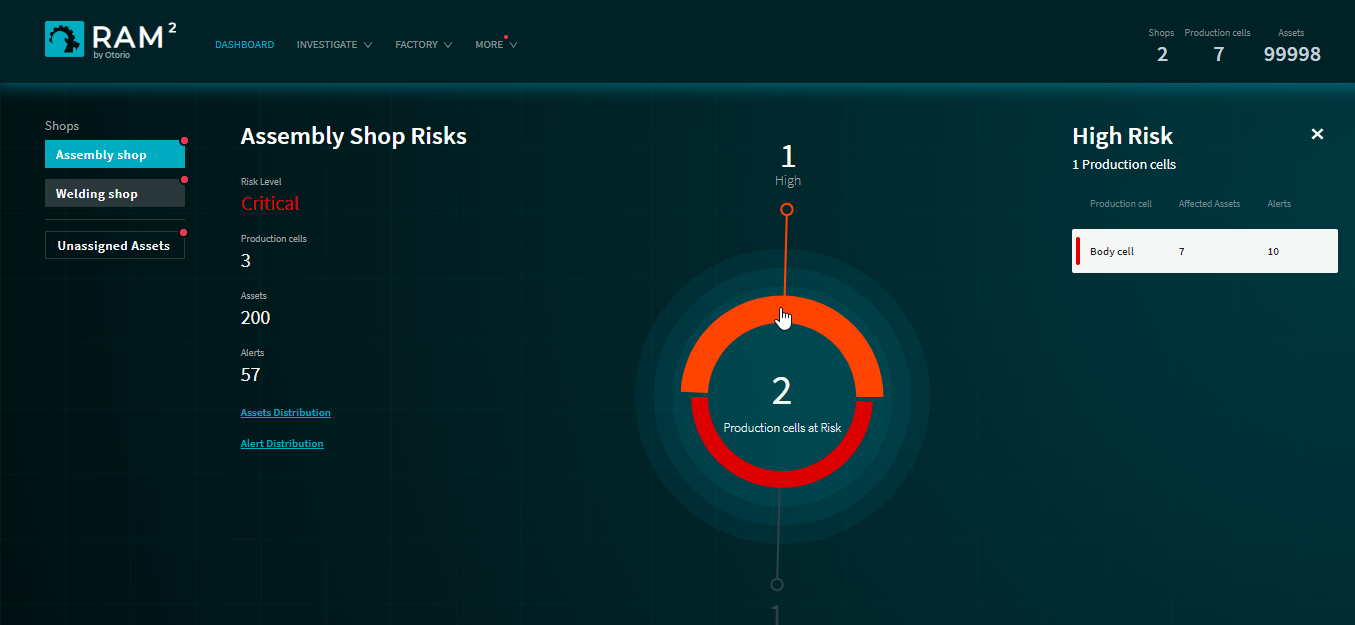 RAM²
by Otorio
DASHBOARD
INVESTIGATE
FACTORY
MORE
Shops
2
Production cells
7
Assets
99998
Shops
Assembly shop
Welding shop
Unassigned Assets
Assembly Shop Risks
Risk Level
Critical
Production cells
3
Assets
200
Alerts
57
Assets Distribution
Alert Distribution
1
High
2
Production cells at Risk
1
High Risk
1 Production cells
Production cell Affected Assets Alerts
Body cell 7 10